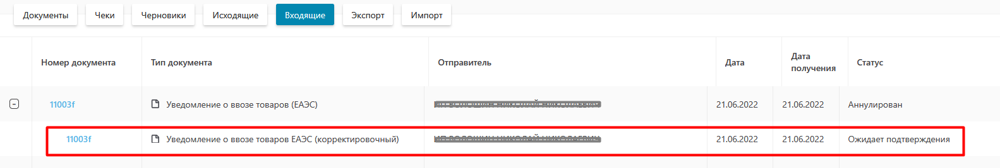 Документы Чеки Черновики Исходящие Входящие Экспорт Импорт
Номер документа Тип документа Отправитель Дата Дата получения Статус
11003f Уведомление о ввозе товаров (ЕАЭС) 21.06.2022 21.06.2022 Аннулирован
11003f Уведомление о ввозе товаров ЕАЭС (корректировочный) 21.06.2022 21.06.2022 Ожидает подтверждения